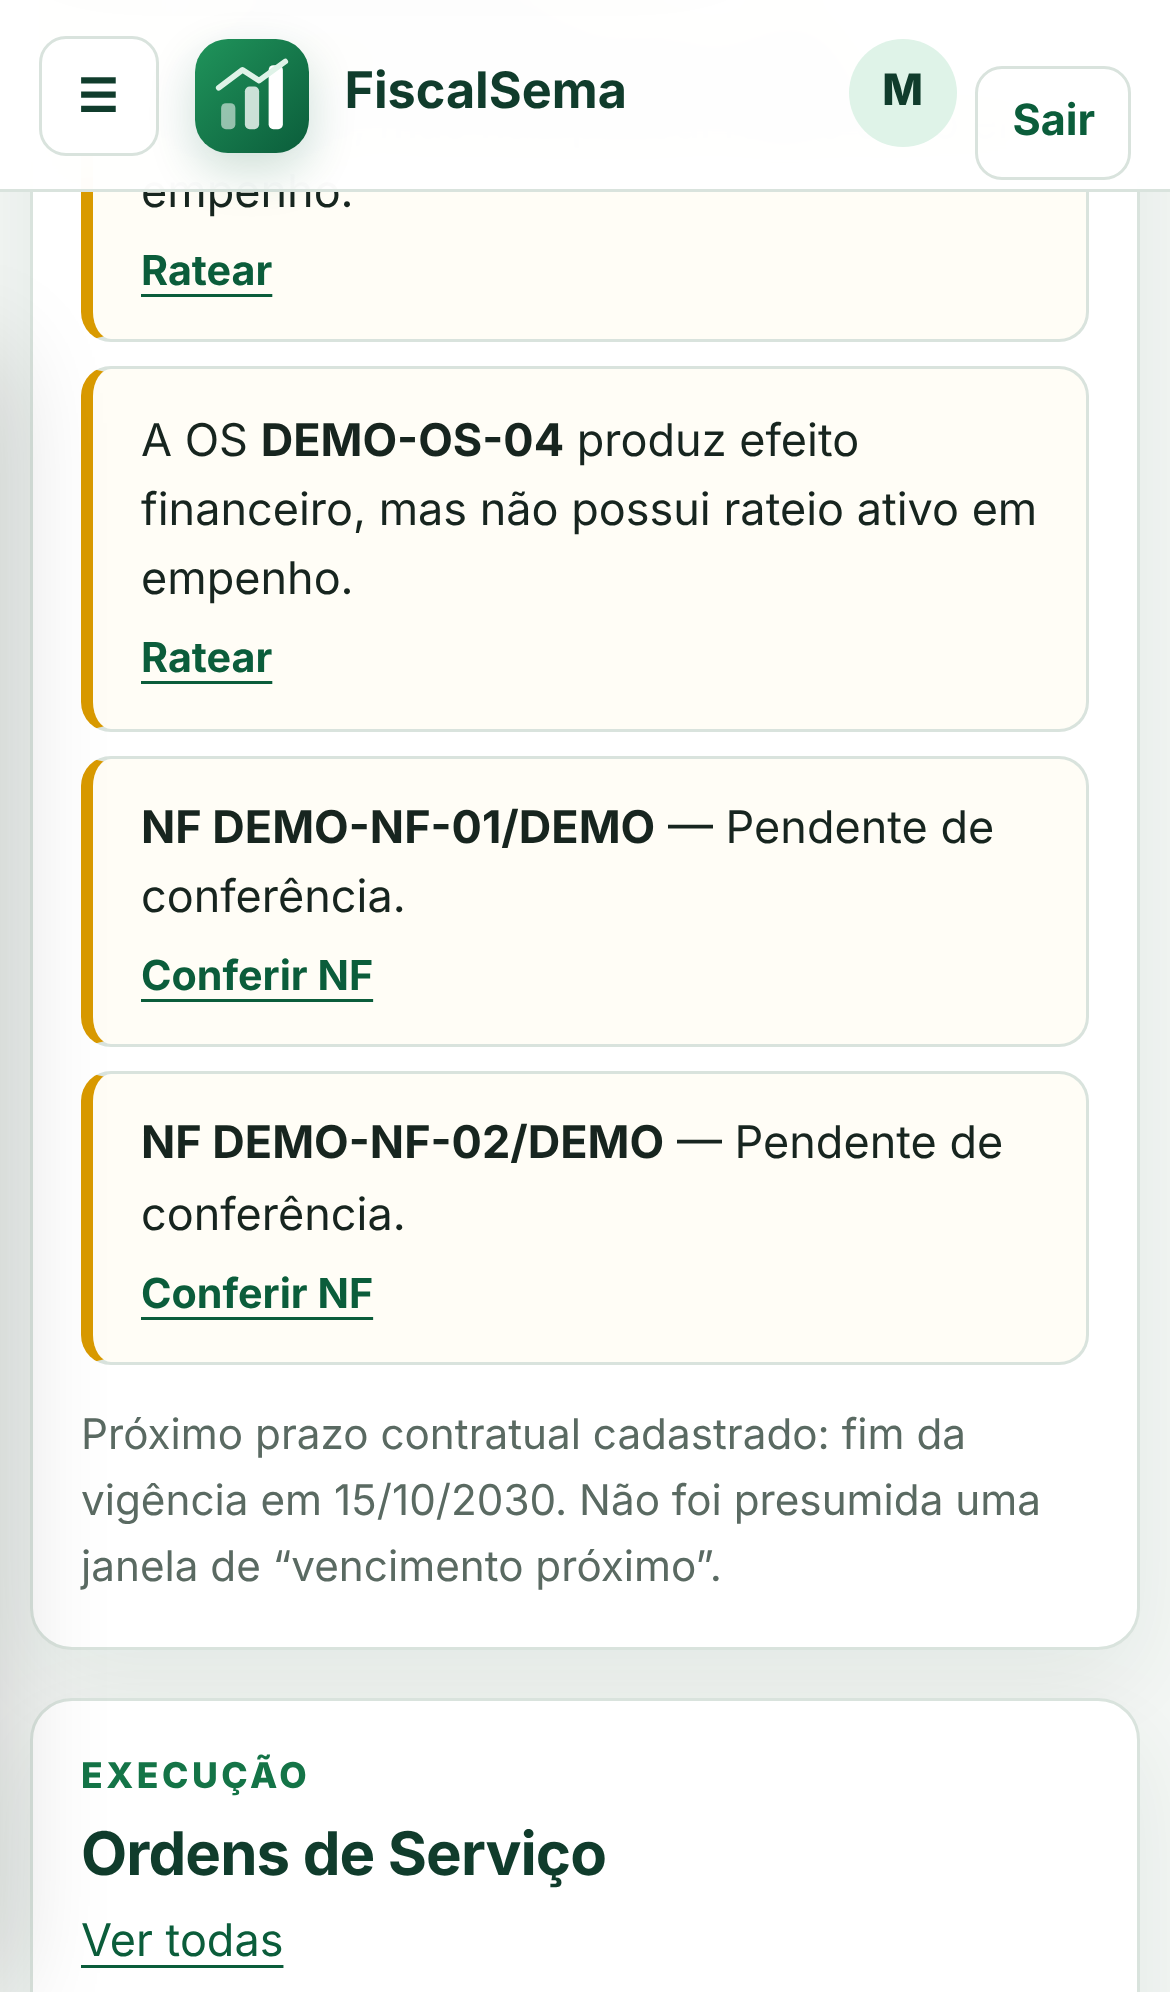 FiscalSema
M
Sair
empenho.
Ratear
A OS DEMO-OS-04 produz efeito
financeiro, mas não possui rateio ativo em
empenho.
Ratear
NF DEMO-NF-01/DEMO — Pendente de
conferência.
Conferir NF
NF DEMO-NF-02/DEMO — Pendente de
conferência.
Conferir NF
Próximo prazo contratual cadastrado: fim da
vigência em 15/10/2030. Não foi presumida uma
janela de “vencimento próximo”.
EXECUÇÃO
Ordens de Serviço
Ver todas